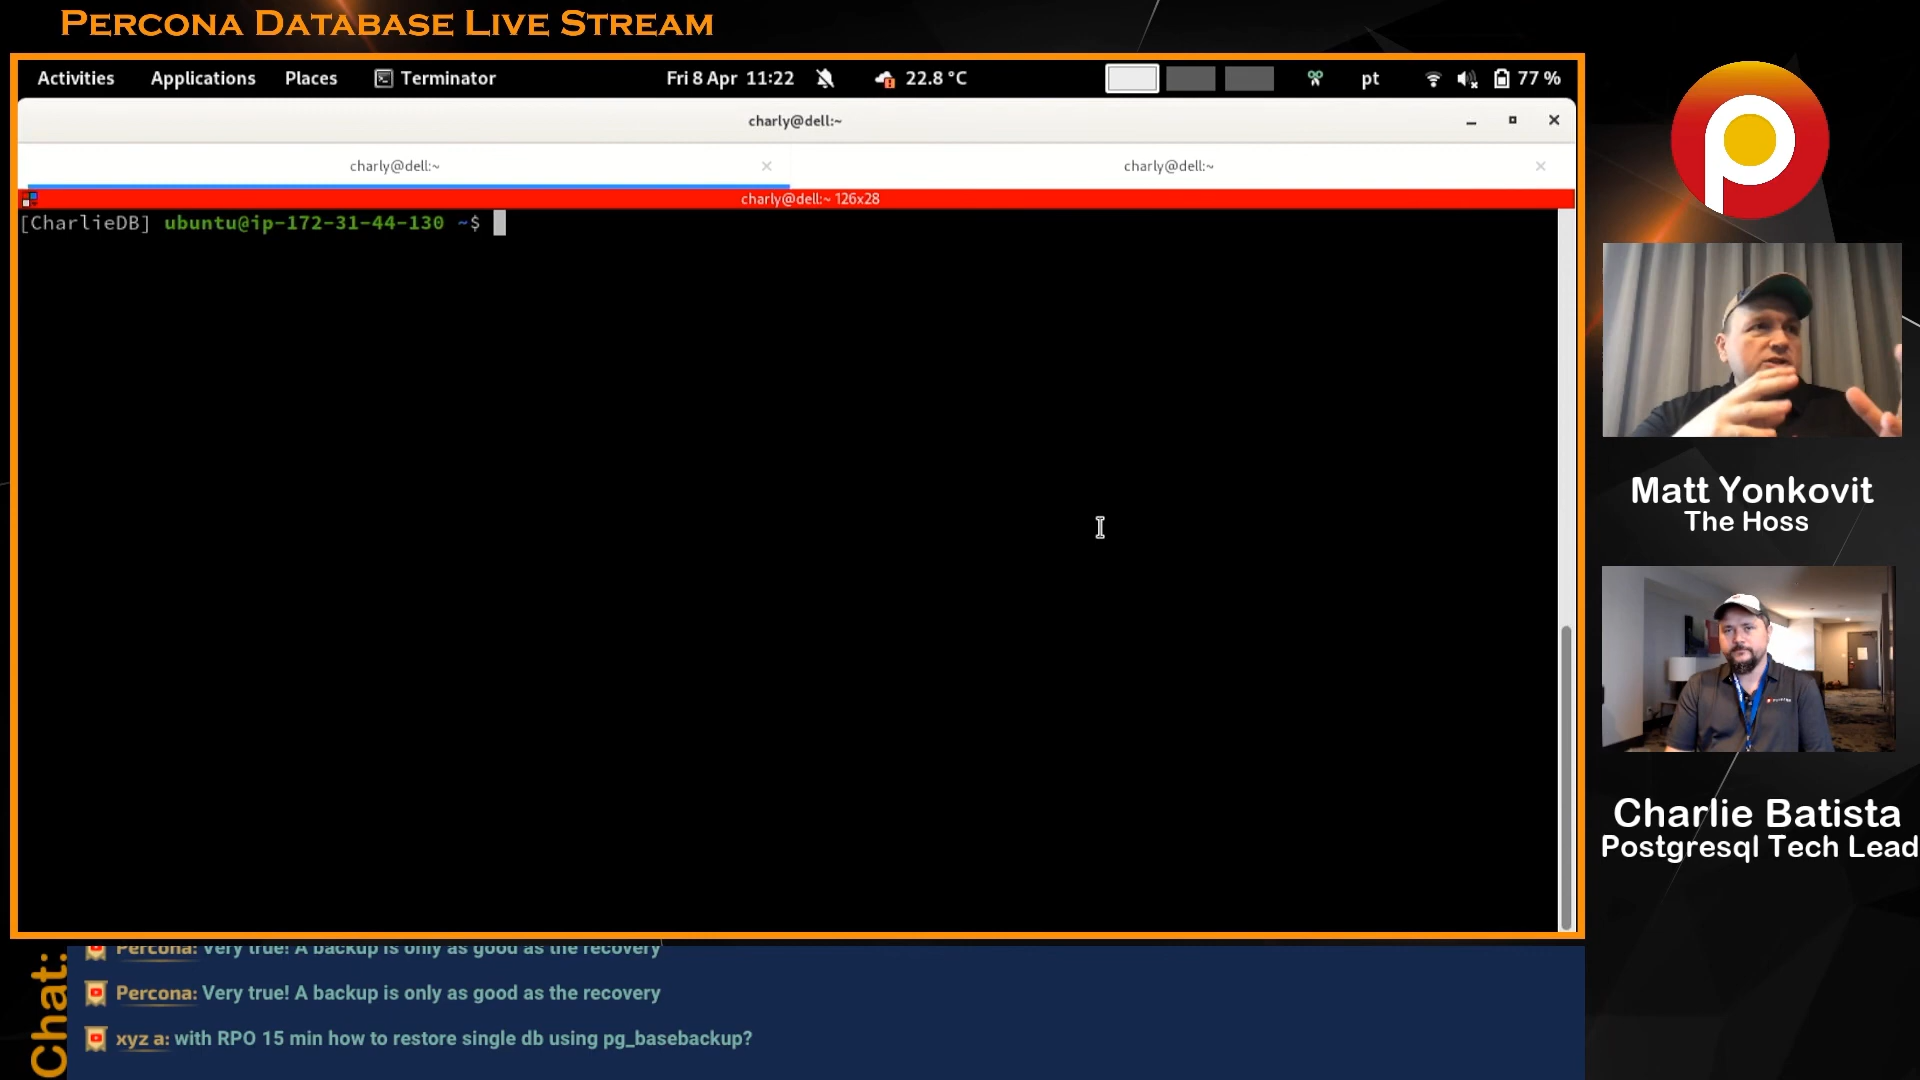 PERCONA DATABASE LIVE STREAM
Activities Applications Places Terminator Fri 8 Apr 11:22 22.8 °C pt 77 %
charly@dell:~
charly@dell:~ charly@dell:~
charly@dell:~ 126x28
[CharlieDB] ubuntu@ip-172-31-44-130 ~$
Matt Yonkovit
The Hoss
Charlie Batista
Postgresql Tech Lead
Chat:
Percona: Very true! A backup is only as good as the recovery
Percona: Very true! A backup is only as good as the recovery
xyz a: with RPO 15 min how to restore single db using pg_basebackup?